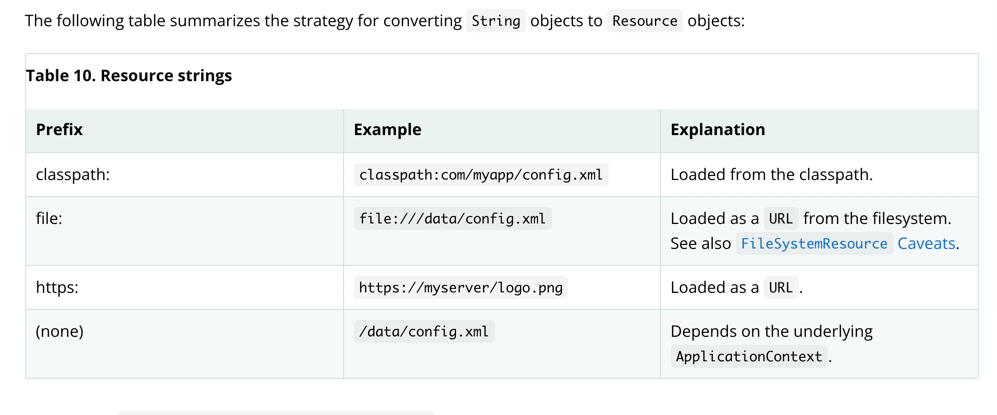 The following table summarizes the strategy for converting String objects to Resource objects:
Table 10. Resource strings
Prefix Example Explanation
classpath: classpath:com/myapp/config.xml Loaded from the classpath.
file: file:///data/config.xml Loaded as a URL from the filesystem.
See also FileSystemResource Caveats.
https: https://myserver/logo.png Loaded as a URL.
(none) /data/config.xml Depends on the underlying
ApplicationContext.